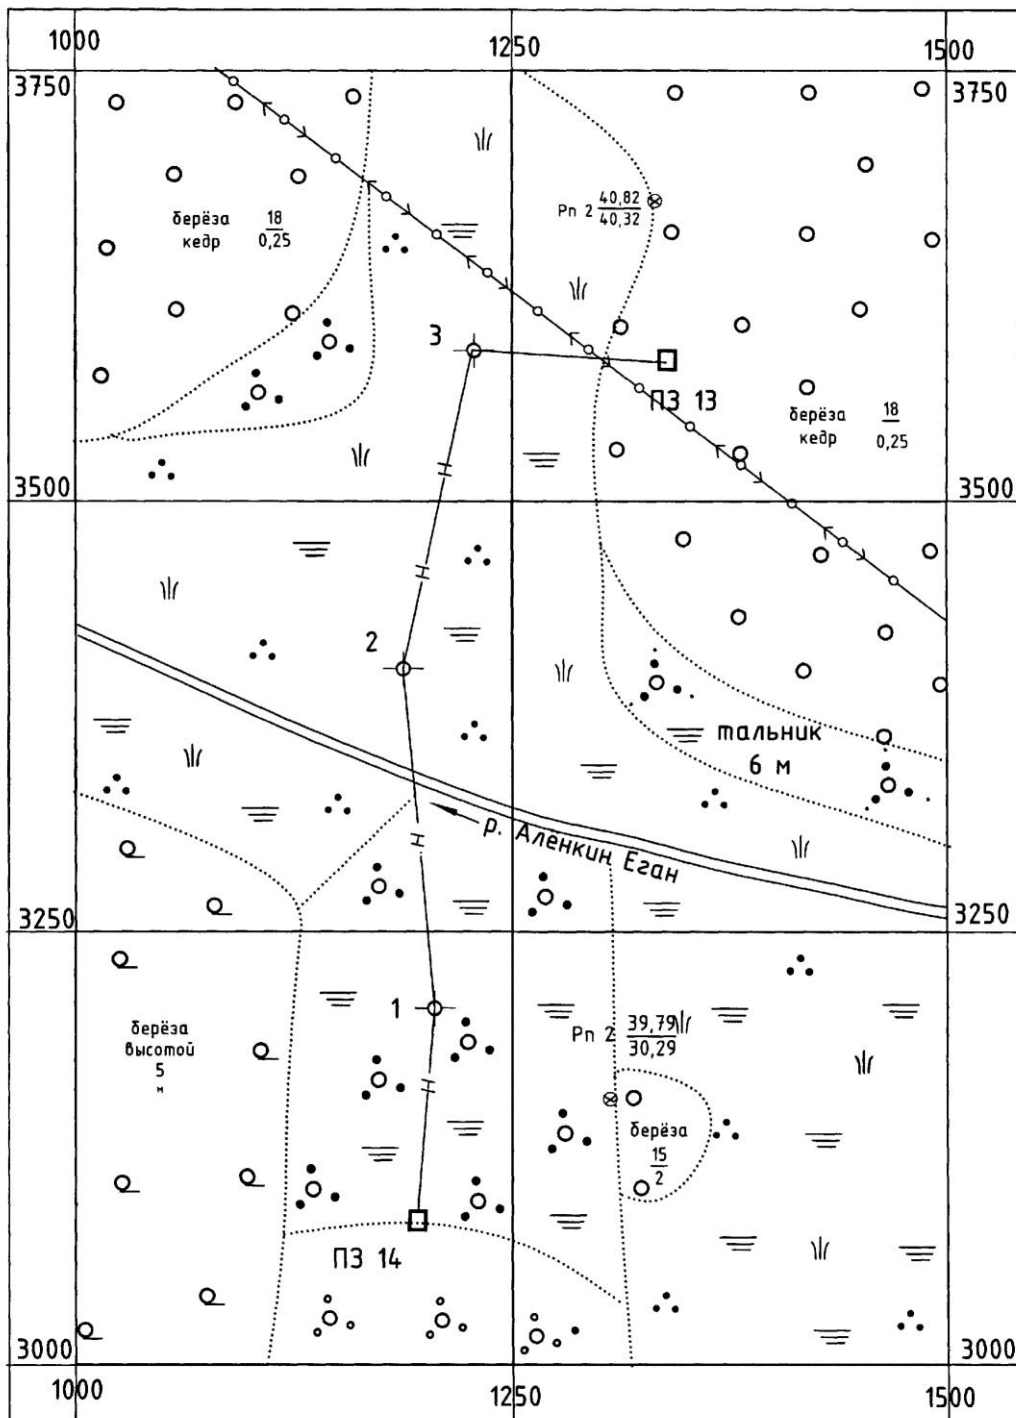 1000
1250
1500
3750
3750
Рп 2 40,82
40,32
берёза 18
кедр 0,25
3
ПЗ 13
берёза 18
кедр 0,25
3500
3500
2
тальник
6 м
р. Алёнкин Еган
3250
3250
1
Рп 2 39,79
30,29
берёза
высотой
5
м
берёза
15
2
ПЗ 14
3000
3000
1000
1250
1500